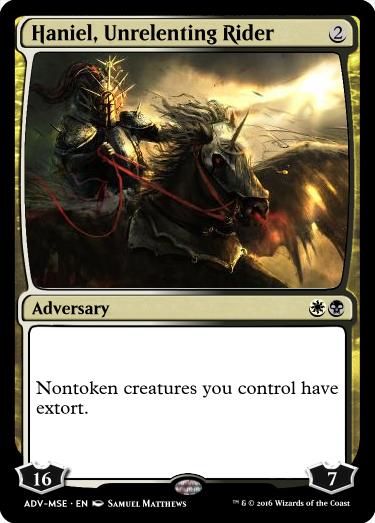 Haniel, Unrelenting Rider 2
Adversary
Nontoken creatures you control have
extort.
16 7
ADV-MSE · EN Samuel Matthews ™ & © 2016 Wizards of the Coast